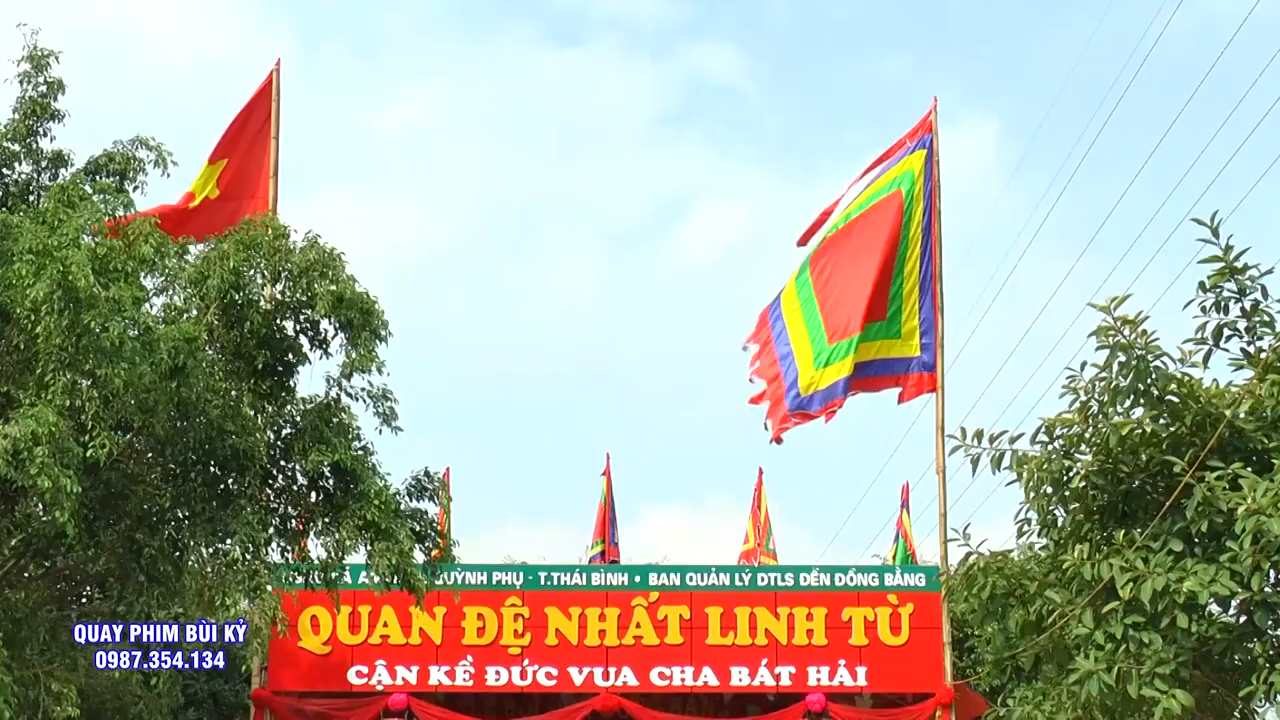 QUỲNH PHỤ - T.THÁI BÌNH • BAN QUẢN LÝ DTLS ĐỀN ĐỒNG BẰNG
QUAN ĐỆ NHẤT LINH TỪ
CẬN KỀ ĐỨC VUA CHA BÁT HẢI
QUAY PHIM BÙI KỶ
0987.354.134